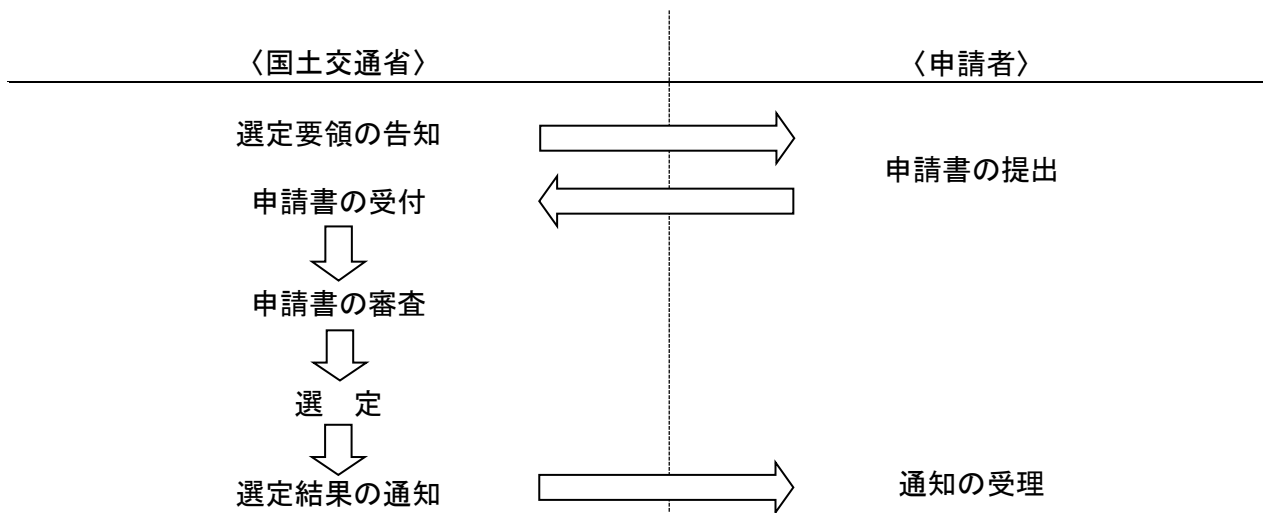 〈国土交通省〉
〈申請者〉
選定要領の告知
申請書の提出
申請書の受付
申請書の審査
選　定
選定結果の通知
通知の受理